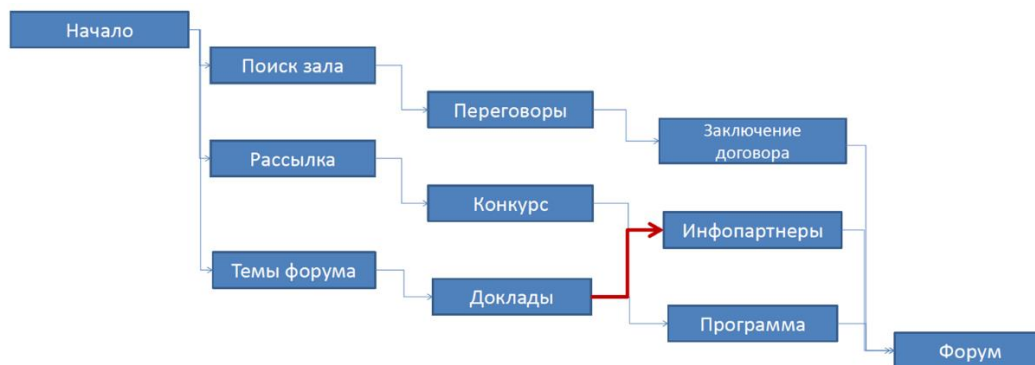 Начало
Поиск зала
Переговоры
Заключение
договора
Рассылка
Конкурс
Инфопартнеры
Темы форума
Доклады
Программа
Форум